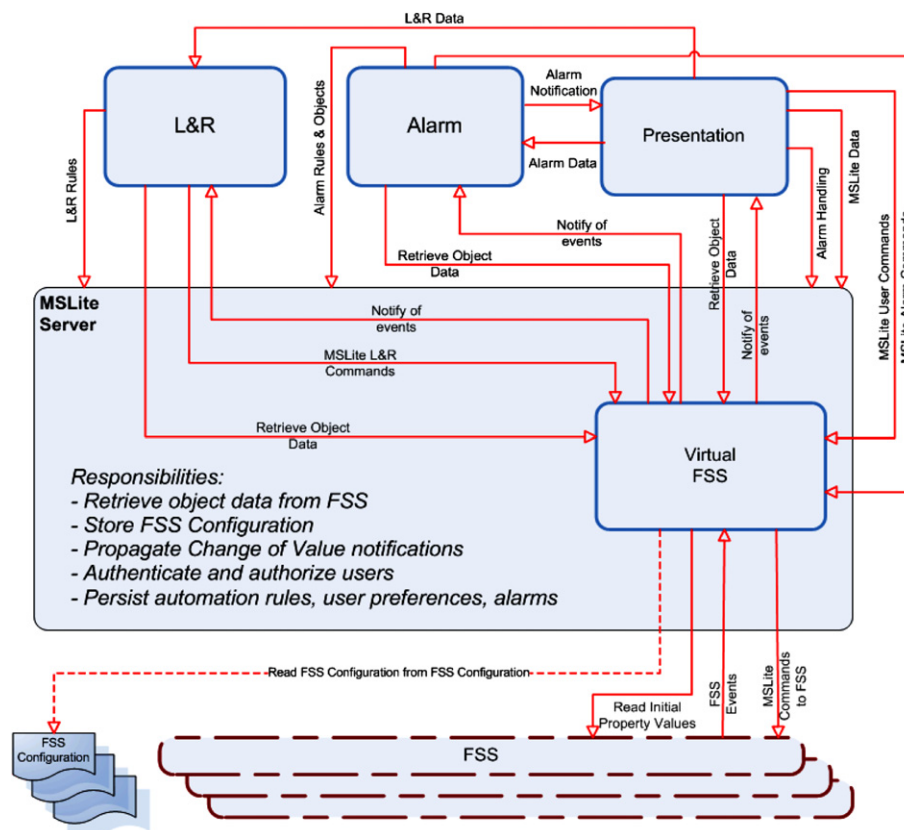 L&R Data
L&R
Alarm
Alarm
Notification
Presentation
Alarm Data
L&R Rules
Alarm Rules & Objects
Alarm Handling
MSLite Data
MSLite User Commands
MSLite Alarm Commands
Retrieve Object
Data
Notify of
events
Retrieve Object
Data
Notify of
events
MSLite
Server
Notify of
events
MSLite L&R
Commands
Retrieve Object
Data
Virtual
FSS
Responsibilities:
- Retrieve object data from FSS
- Store FSS Configuration
- Propagate Change of Value notifications
- Authenticate and authorize users
- Persist automation rules, user preferences, alarms
Read FSS Configuration from FSS Configuration
Read Initial
Property Values
FSS
Events
MSLite
Commands
to FSS
FSS
Configuration
FSS